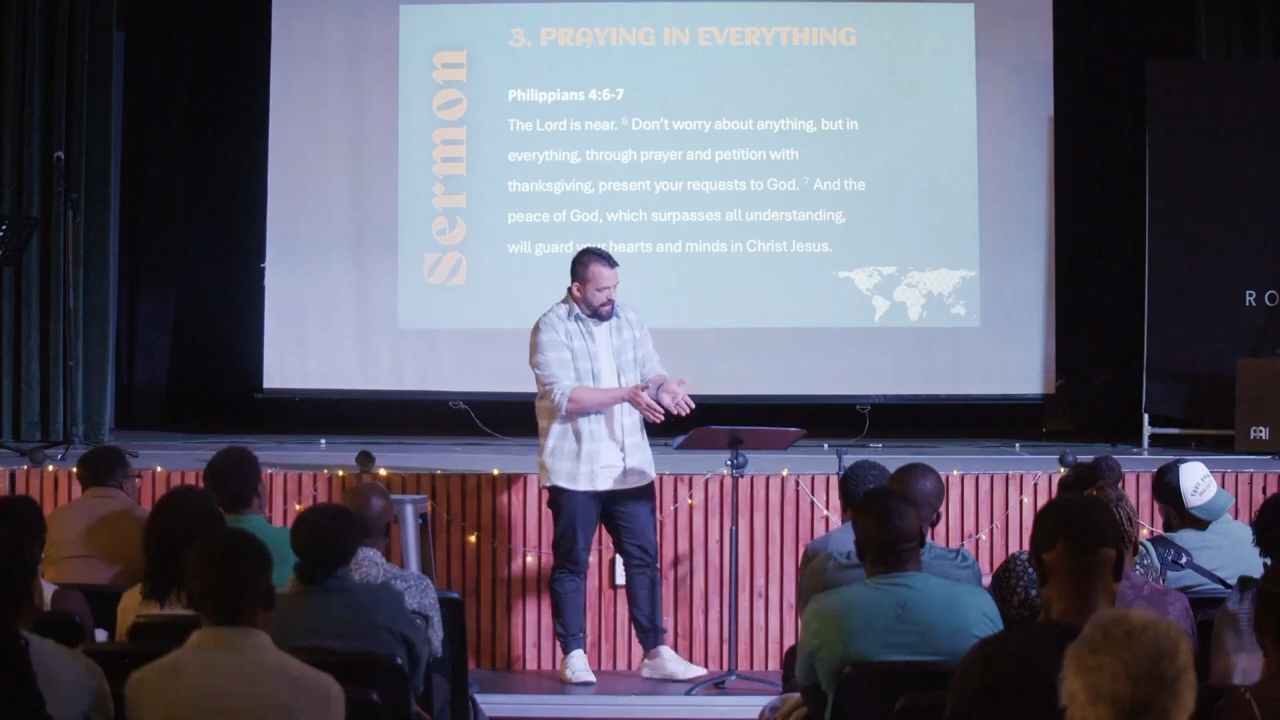 3. PRAYING IN EVERYTHING
Sermon
Philippians 4:6-7
The Lord is near. ⁶ Don't worry about anything, but in
everything, through prayer and petition with
thanksgiving, present your requests to God. ⁷ And the
peace of God, which surpasses all understanding,
will guard your hearts and minds in Christ Jesus.
RO